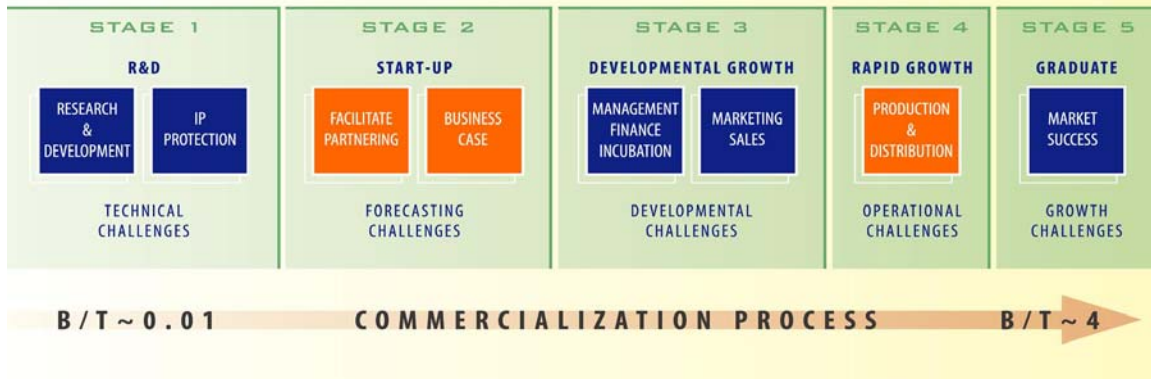 STAGE 1
R&D
RESEARCH
&
DEVELOPMENT
IP
PROTECTION
TECHNICAL
CHALLENGES
STAGE 2
START-UP
FACILITATE
PARTNERING
BUSINESS
CASE
FORECASTING
CHALLENGES
STAGE 3
DEVELOPMENTAL GROWTH
MANAGEMENT
FINANCE
INCUBATION
MARKETING
SALES
DEVELOPMENTAL
CHALLENGES
STAGE 4
RAPID GROWTH
PRODUCTION
&
DISTRIBUTION
OPERATIONAL
CHALLENGES
STAGE 5
GRADUATE
MARKET
SUCCESS
GROWTH
CHALLENGES
B/T~0.01 COMMERCIALIZATION PROCESS B/T~4